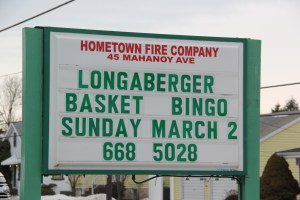 HOMETOWN FIRE COMPANY
45 MAHANOY AVE
LONGABERGER
BASKET BINGO
SUNDAY MARCH 2
668 5028